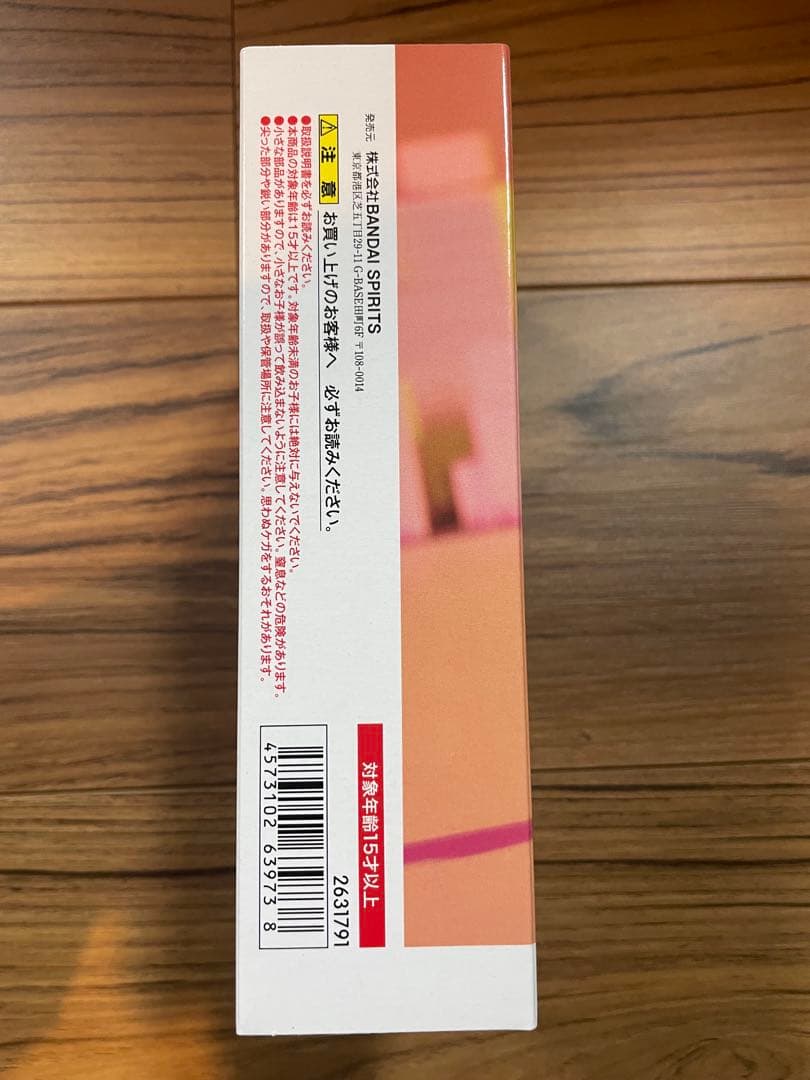 発売元 株式会社BANDAI SPIRITS
東京都港区芝五丁目29-11 G-BASE田町6F 〒108-0014
注 意 お買い上げのお客様へ 必ずお読みください。
●取扱説明書を必ずお読みください。
●本商品の対象年齢は15才以上です。対象年齢未満のお子様には絶対に与えないでください。
●小さな部品がありますので、小さなお子様が誤って飲み込まないように注意してください。窒息などの危険があります。
●尖った部分や鋭い部分がありますので、取扱や保管場所に注意してください。思わぬケガをするおそれがあります。
対象年齢15才以上
2631791
4573102 639738